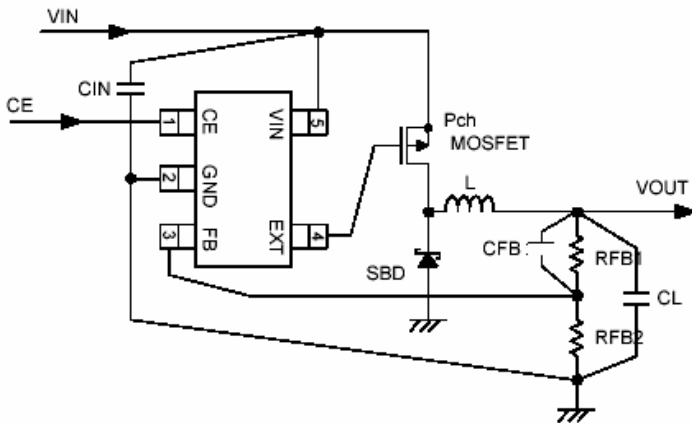 VIN
CIN
CE
1
CE
VIN
5
2
GND
3
FB
EXT
4
Pch
MOSFET
L
VOUT
SBD
CFB
RFB1
CL
RFB2